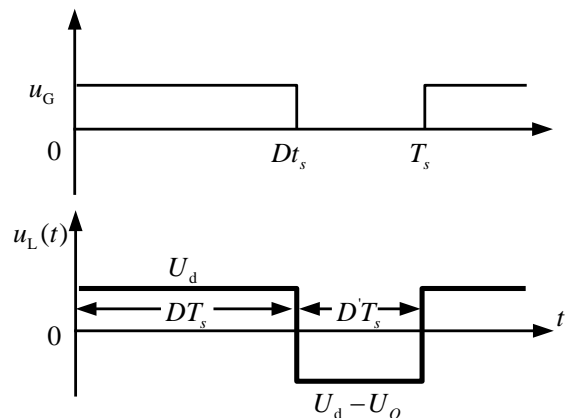 u_G
0
Dt_s
T_s
u_L(t)
U_d
DT_s
D'T_s
0
t
U_d – U_O